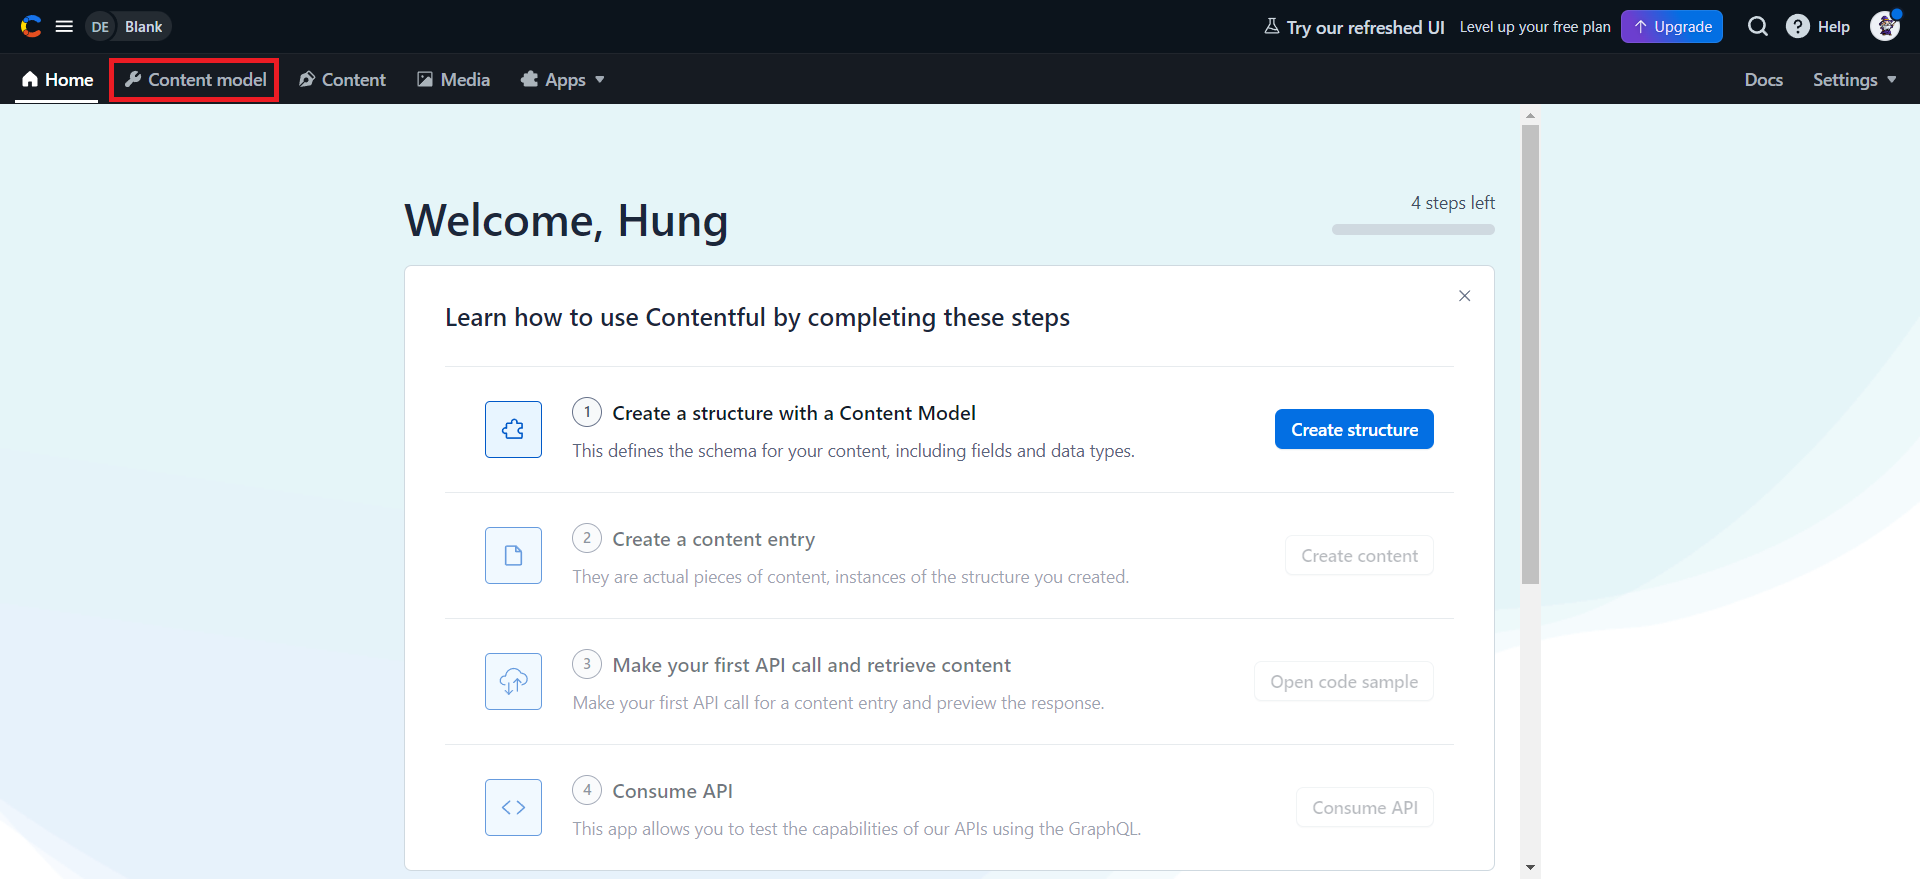 DE Blank
Try our refreshed UI Level up your free plan Upgrade Help
Home Content model Content Media Apps Docs Settings
4 steps left
Welcome, Hung
Learn how to use Contentful by completing these steps
1 Create a structure with a Content Model
This defines the schema for your content, including fields and data types.
Create structure
2 Create a content entry
They are actual pieces of content, instances of the structure you created.
Create content
3 Make your first API call and retrieve content
Make your first API call for a content entry and preview the response.
Open code sample
4 Consume API
This app allows you to test the capabilities of our APIs using the GraphQL.
Consume API